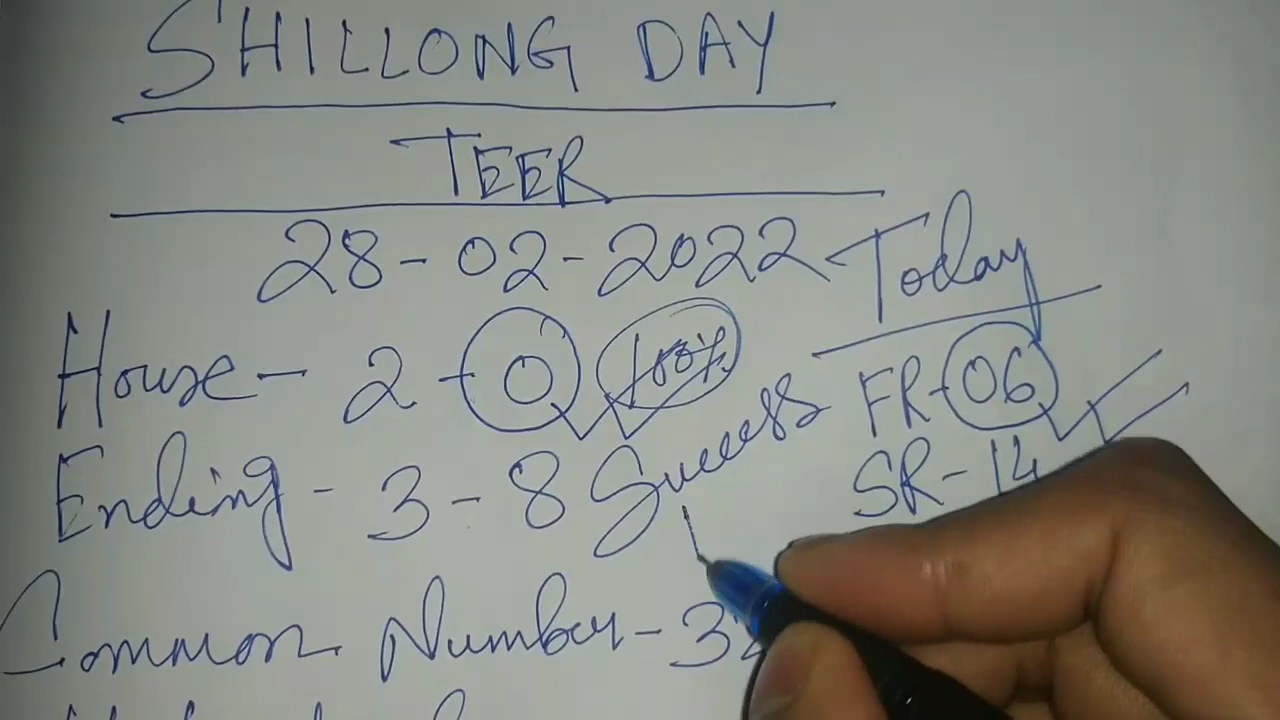 SHILLONG DAY
TEER
28-02-2022 Today
House - 2 - 0 100% FR - 06
Ending - 3 - 8 Success SR - 14
Common Number - 3